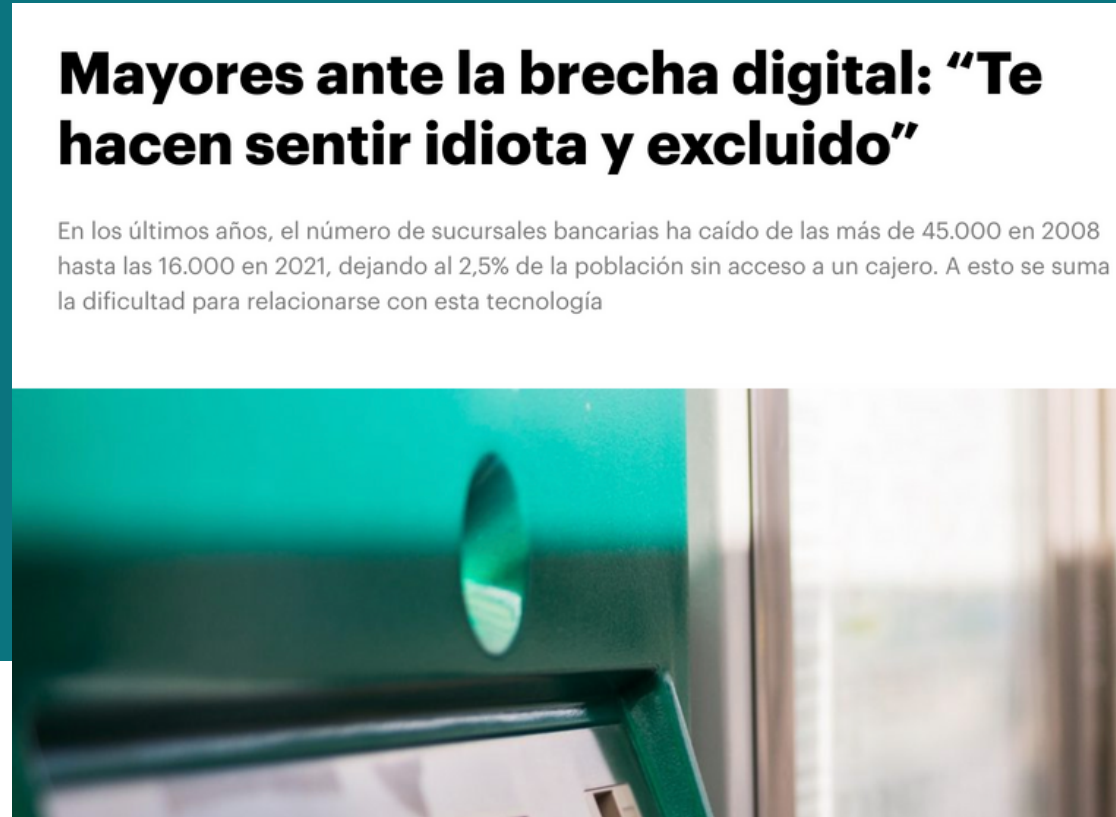 Mayores ante la brecha digital: “Te
hacen sentir idiota y excluido”
En los últimos años, el número de sucursales bancarias ha caído de las más de 45.000 en 2008
hasta las 16.000 en 2021, dejando al 2,5% de la población sin acceso a un cajero. A esto se suma
la dificultad para relacionarse con esta tecnología